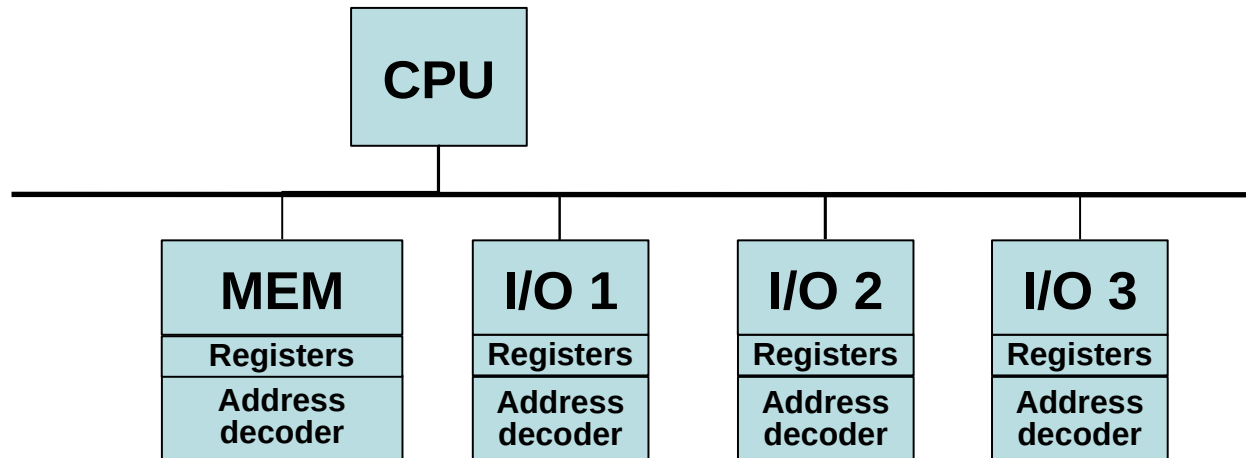 CPU
MEM
Registers
Address
decoder
I/O 1
Registers
Address
decoder
I/O 2
Registers
Address
decoder
I/O 3
Registers
Address
decoder